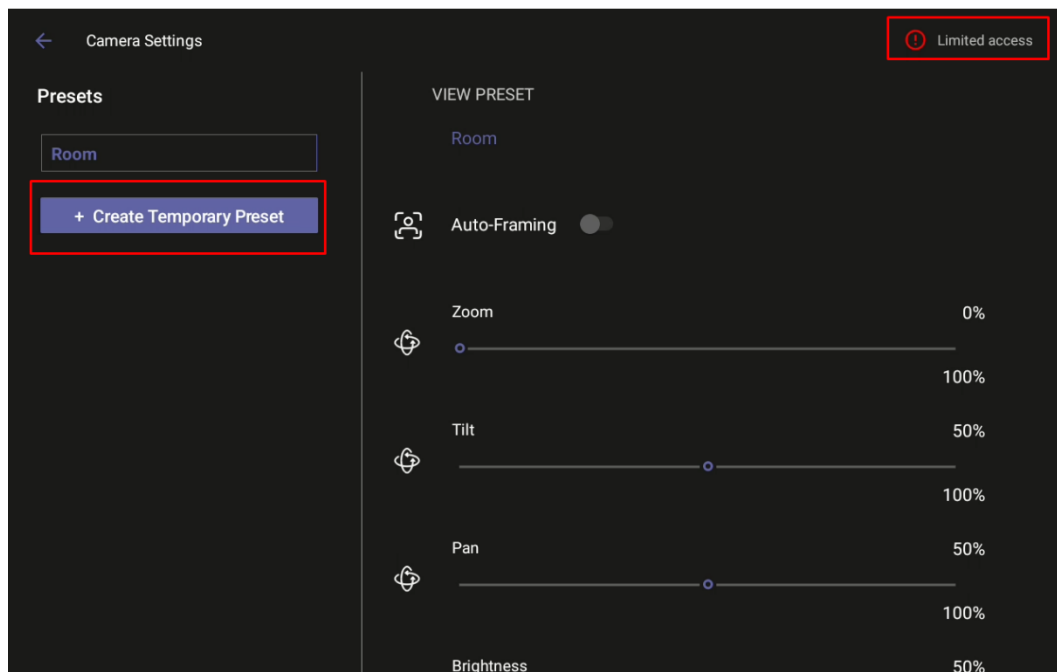 Camera Settings
Limited access
Presets
Room
+ Create Temporary Preset
VIEW PRESET
Room
Auto-Framing
Zoom 0%
100%
Tilt 50%
100%
Pan 50%
100%
Brightness 50%